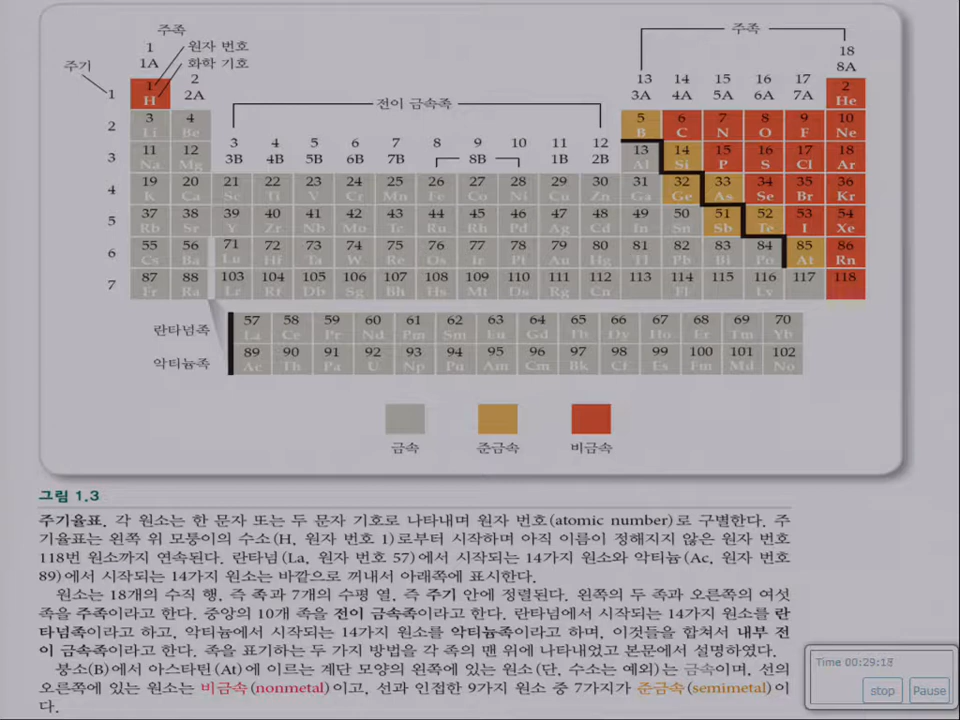 주족
1
1A
원자 번호
화학 기호
주기
2
2A
전이 금속족
3 4 5 6 7 8 9 10 11 12
3B 4B 5B 6B 7B 8B 1B 2B
주족
13 14 15 16 17 18
3A 4A 5A 6A 7A 8A
1 1 H 2 He
2 3 Li 4 Be 5 B 6 C 7 N 8 O 9 F 10 Ne
3 11 Na 12 Mg 13 Al 14 Si 15 P 16 S 17 Cl 18 Ar
4 19 K 20 Ca 21 Sc 22 Ti 23 V 24 Cr 25 Mn 26 Fe 27 Co 28 Ni 29 Cu 30 Zn 31 Ga 32 Ge 33 As 34 Se 35 Br 36 Kr
5 37 Rb 38 Sr 39 Y 40 Zr 41 Nb 42 Mo 43 Tc 44 Ru 45 Rh 46 Pd 47 Ag 48 Cd 49 In 50 Sn 51 Sb 52 Te 53 I 54 Xe
6 55 Cs 56 Ba 71 Lu 72 Hf 73 Ta 74 W 75 Re 76 Os 77 Ir 78 Pt 79 Au 80 Hg 81 Tl 82 Pb 83 Bi 84 Po 85 At 86 Rn
7 87 Fr 88 Ra 103 Lr 104 Rf 105 Db 106 Sg 107 Bh 108 Hs 109 Mt 110 Ds 111 Rg 112 Cn 113 114 Fl 115 116 Lv 117 118
란타넘족 57 La 58 Ce 59 Pr 60 Nd 61 Pm 62 Sm 63 Eu 64 Gd 65 Tb 66 Dy 67 Ho 68 Er 69 Tm 70 Yb
악티늄족 89 Ac 90 Th 91 Pa 92 U 93 Np 94 Pu 95 Am 96 Cm 97 Bk 98 Cf 99 Es 100 Fm 101 Md 102 No
금속 준금속 비금속
그림 1.3
주기율표. 각 원소는 한 문자 또는 두 문자 기호로 나타내며 원자 번호(atomic number)로 구별한다. 주
기율표는 왼쪽 위 모퉁이의 수소(H, 원자 번호 1)로부터 시작하며 아직 이름이 정해지지 않은 원자 번호
118번 원소까지 연속된다. 란타넘(La, 원자 번호 57)에서 시작되는 14가지 원소와 악티늄(Ac, 원자 번호
89)에서 시작되는 14가지 원소는 바깥으로 꺼내서 아래쪽에 표시한다.
원소는 18개의 수직 행, 즉 족과 7개의 수평 열, 즉 주기 안에 정렬된다. 왼쪽의 두 족과 오른쪽의 여섯
족을 주족이라고 한다. 중앙의 10개 족을 전이 금속족이라고 한다. 란타넘에서 시작되는 14가지 원소를 란
타넘족이라고 하고, 악티늄에서 시작되는 14가지 원소를 악티늄족이라고 하며, 이것들을 합쳐서 내부 전
이 금속족이라고 한다. 족을 표기하는 두 가지 방법을 각 족의 맨 위에 나타내었고 본문에서 설명하였다.
붕소(B)에서 아스타틴(At)에 이르는 계단 모양의 왼쪽에 있는 원소(단, 수소는 예외)는 금속이며, 선의
오른쪽에 있는 원소는 비금속(nonmetal)이고, 선과 인접한 9가지 원소 중 7가지가 준금속(semimetal)이
다.
Time 00:29:18
stop Pause